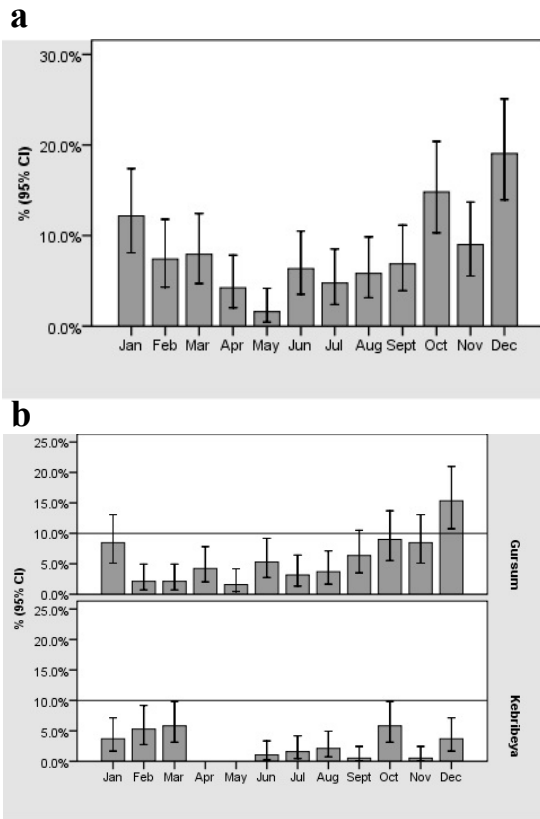 a
30.0%
20.0%
10.0%
0.0%
% (95% CI)
Jan Feb Mar Apr May Jun Jul Aug Sept Oct Nov Dec
b
25.0%
20.0%
15.0%
10.0%
5.0%
0.0%
Gursum
% (95% CI)
25.0%
20.0%
15.0%
10.0%
5.0%
0.0%
Kebribeya
Jan Feb Mar Apr May Jun Jul Aug Sept Oct Nov Dec